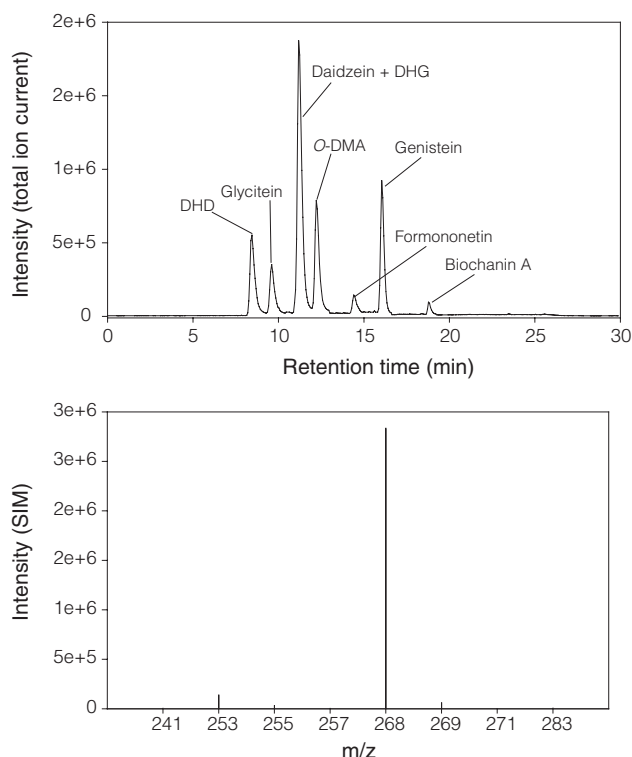 2e+6
2e+6
1e+6
5e+5
0
Intensity (total ion current)
Daidzein + DHG
O-DMA
Genistein
Glycitein
DHD
Formononetin
Biochanin A
0 5 10 15 20 25 30
Retention time (min)
3e+6
3e+6
2e+6
2e+6
1e+6
5e+5
0
Intensity (SIM)
241 253 255 257 268 269 271 283
m/z